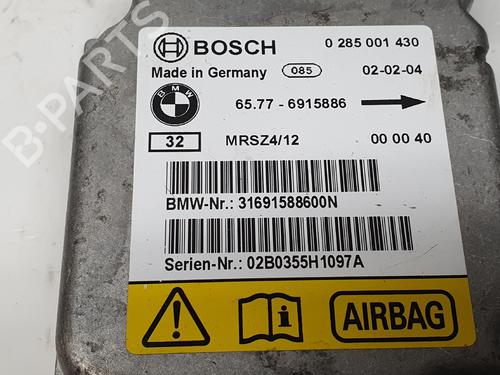 BOSCH 0 285 001 430
Made in Germany 085 02-02-04
BMW 65.77 - 6915886
32 MRSZ4/12 00 00 40
BMW-Nr.: 31691588600N
Serien-Nr.: 02B0355H1097A
AIRBAG
B-PARTS